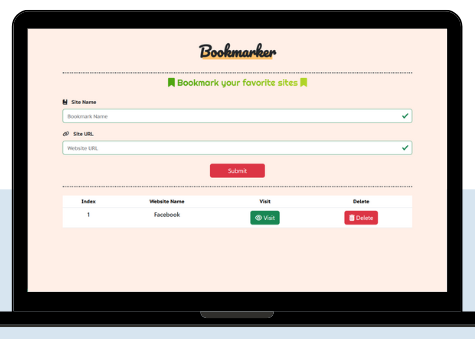 Bookmarker
Bookmark your favorite sites
Site Name
Bookmark Name
Site URL
Website URL
Submit
Index Website Name Visit Delete
1 Facebook Visit Delete